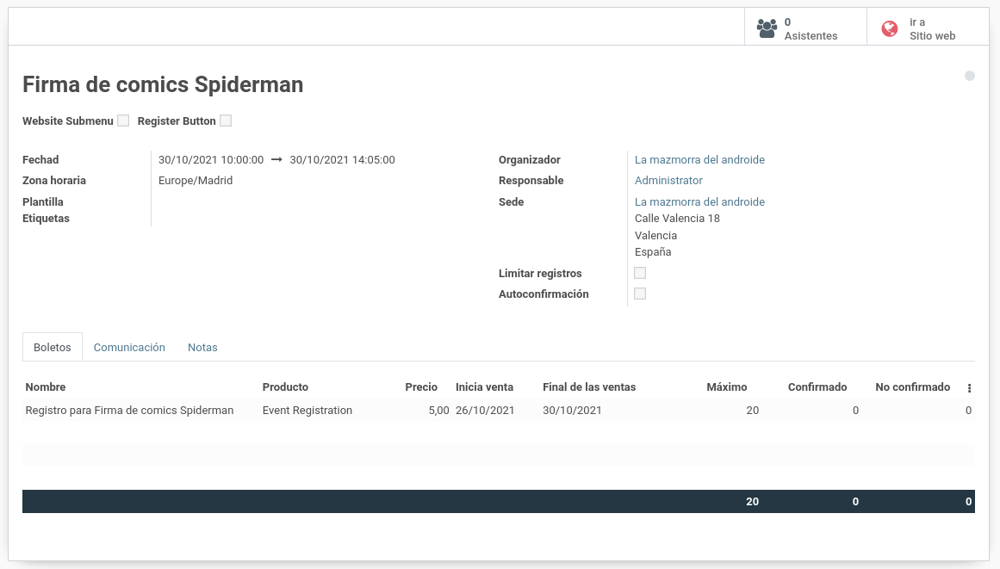 0
Asistentes
ir a
Sitio web
Firma de comics Spiderman
Website Submenu Register Button
Fechad 30/10/2021 10:00:00 → 30/10/2021 14:05:00
Zona horaria Europe/Madrid
Plantilla
Etiquetas
Organizador La mazmorra del androide
Responsable Administrator
Sede La mazmorra del androide
Calle Valencia 18
Valencia
España
Limitar registros
Autoconfirmación
Boletos Comunicación Notas
Nombre Producto Precio Inicia venta Final de las ventas Máximo Confirmado No confirmado
Registro para Firma de comics Spiderman Event Registration 5,00 26/10/2021 30/10/2021 20 0 0
20 0 0